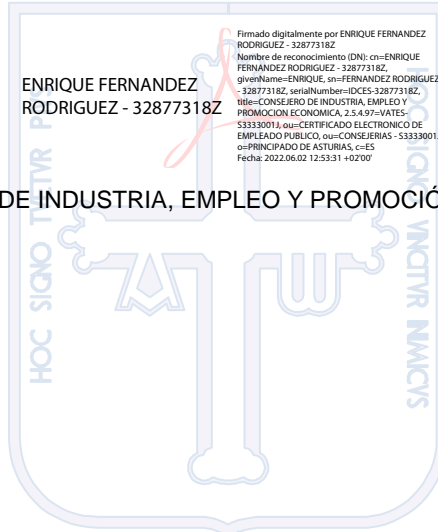 ENRIQUE FERNANDEZ
RODRIGUEZ - 32877318Z
Firmado digitalmente por ENRIQUE FERNANDEZ
RODRIGUEZ - 32877318Z
Nombre de reconocimiento (DN): cn=ENRIQUE
FERNANDEZ RODRIGUEZ - 32877318Z,
givenName=ENRIQUE, sn=FERNANDEZ RODRIGUEZ
- 32877318Z, serialNumber=IDCES-32877318Z,
title=CONSEJERO DE INDUSTRIA, EMPLEO Y
PROMOCION ECONOMICA, 2.5.4.97=VATES-
S3333001J, ou=CERTIFICADO ELECTRONICO DE
EMPLEADO PUBLICO, ou=CONSEJERIAS - S3333001J,
o=PRINCIPADO DE ASTURIAS, c=ES
Fecha: 2022.06.02 12:53:31 +02'00'
DE INDUSTRIA, EMPLEO Y PROMOCIÓ
HOC SIGNO TVETVR PIVS
HOC SIGNO VINCITVR INIMICVS